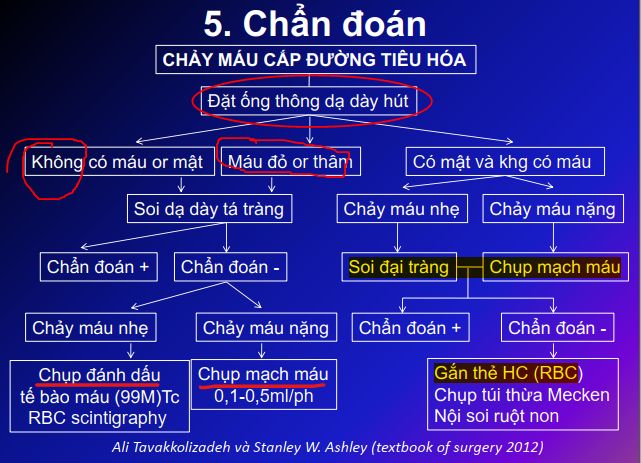 5. Chẩn đoán
CHẢY MÁU CẤP ĐƯỜNG TIÊU HÓA
Đặt ống thông dạ dày hút
Không có máu or mật
Máu đỏ or thâm
Có mật và khg có máu
Soi dạ dày tá tràng
Chảy máu nhẹ
Chảy máu nặng
Chẩn đoán +
Chẩn đoán -
Soi đại tràng
Chụp mạch máu
Chảy máu nhẹ
Chảy máu nặng
Chẩn đoán +
Chẩn đoán -
Chụp đánh dấu
tế bào máu (99M)Tc
RBC scintigraphy
Chụp mạch máu
0,1-0,5ml/ph
Gắn thẻ HC (RBC)
Chụp túi thừa Mecken
Nội soi ruột non
Ali Tavakkolizadeh và Stanley W. Ashley (textbook of surgery 2012)